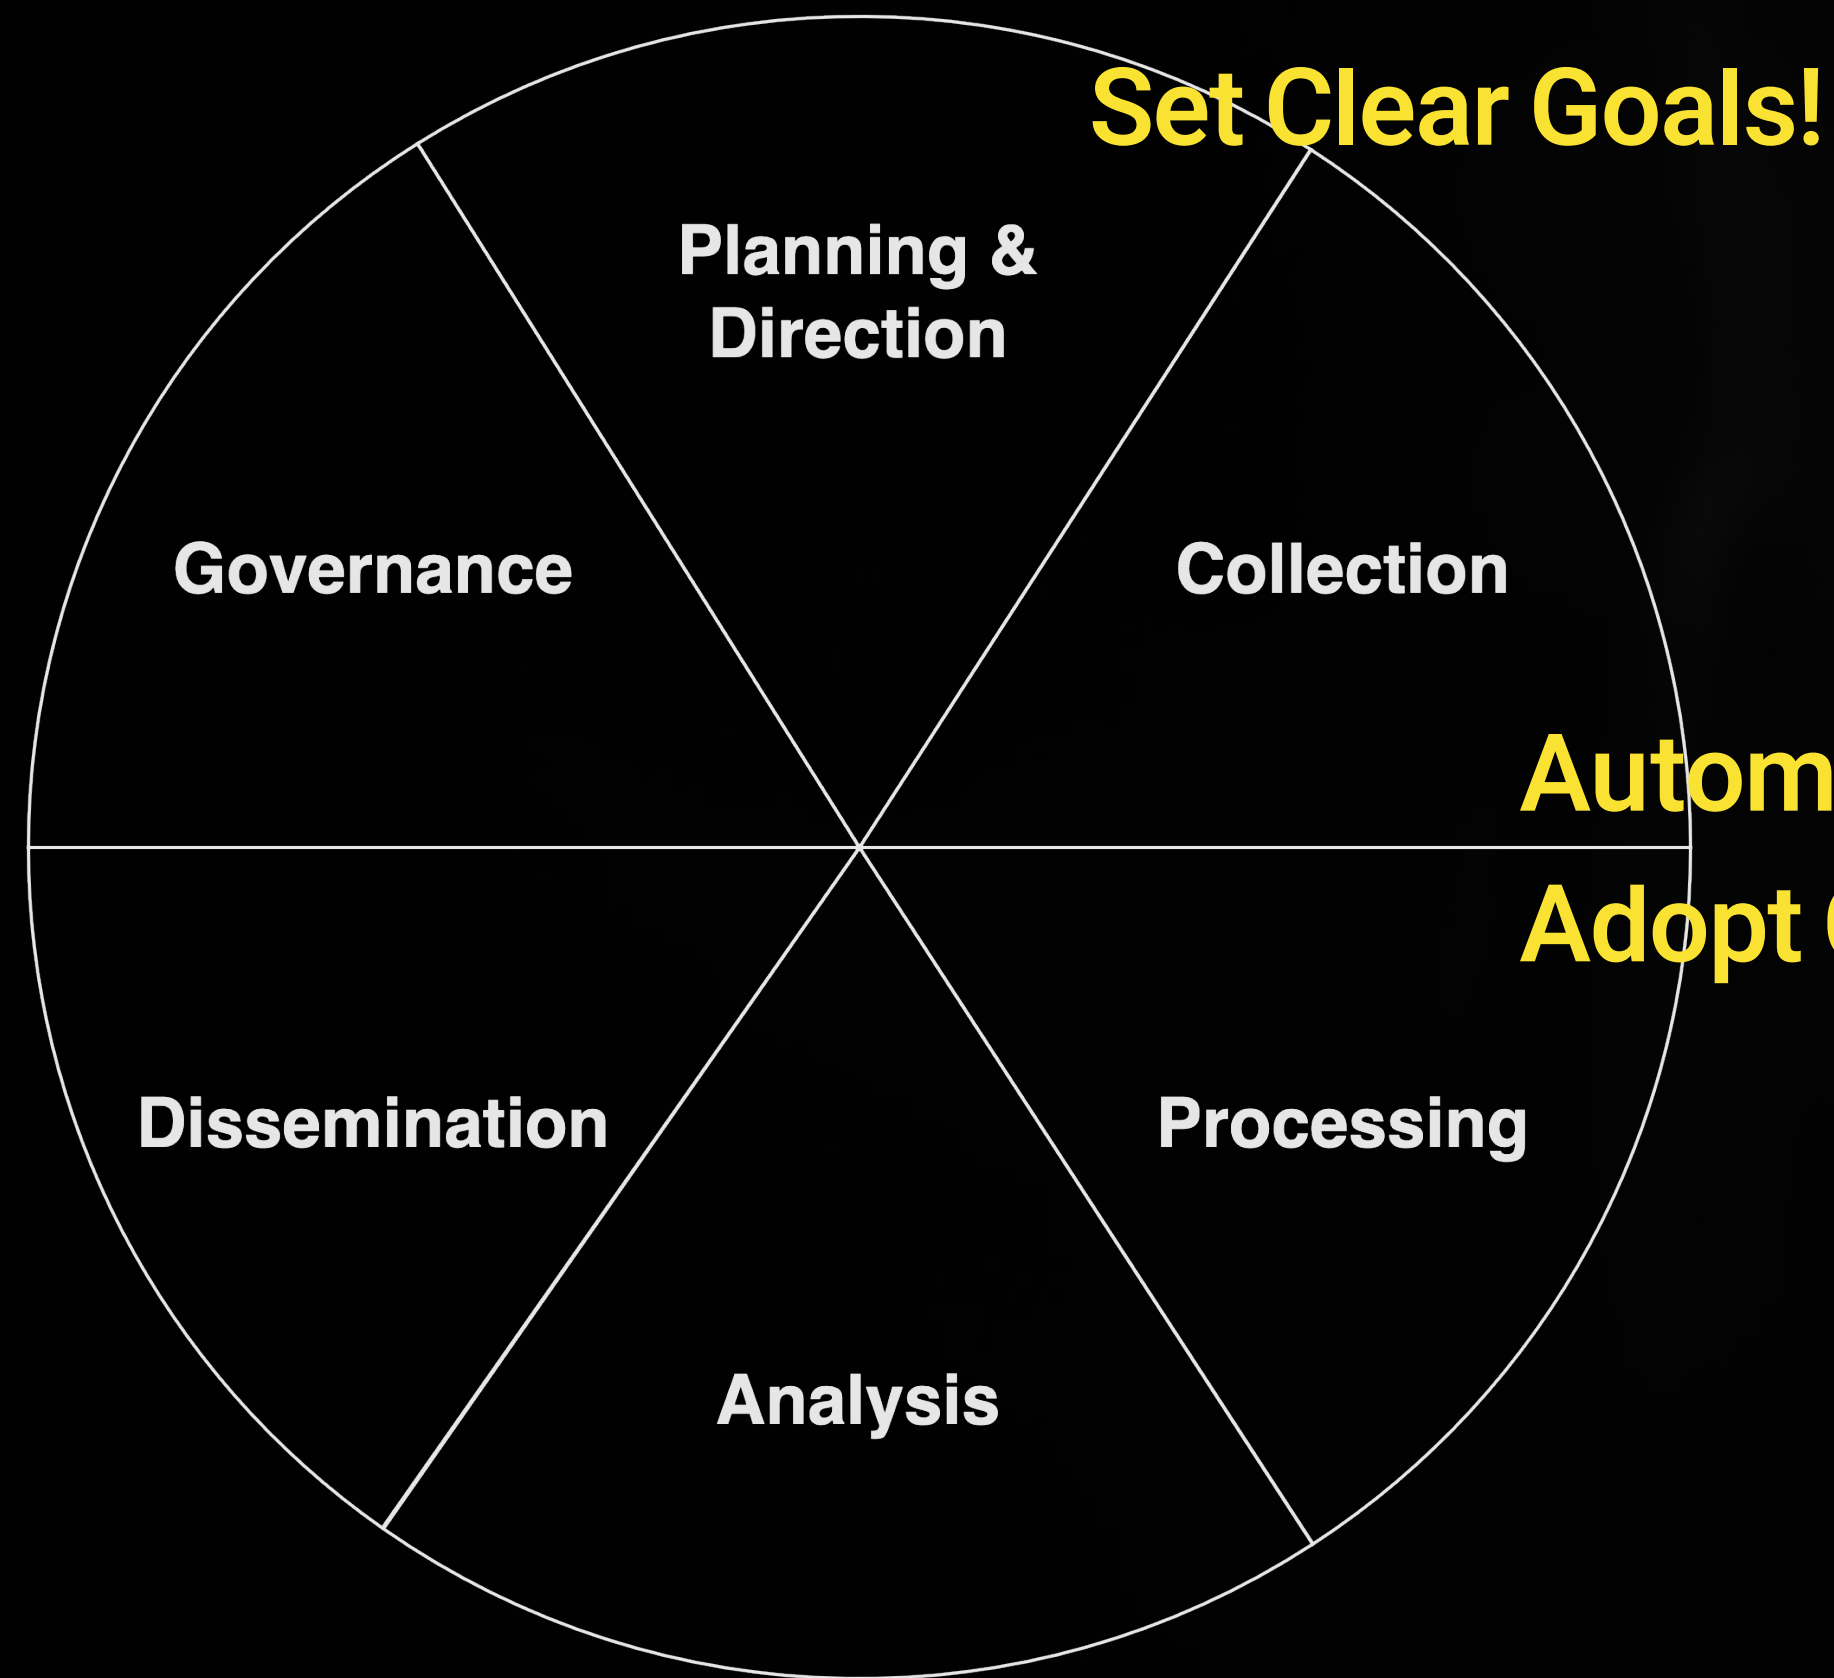 Set Clear Goals!
Planning &
Direction
Governance
Collection
Autom
Adopt
Dissemination
Processing
Analysis